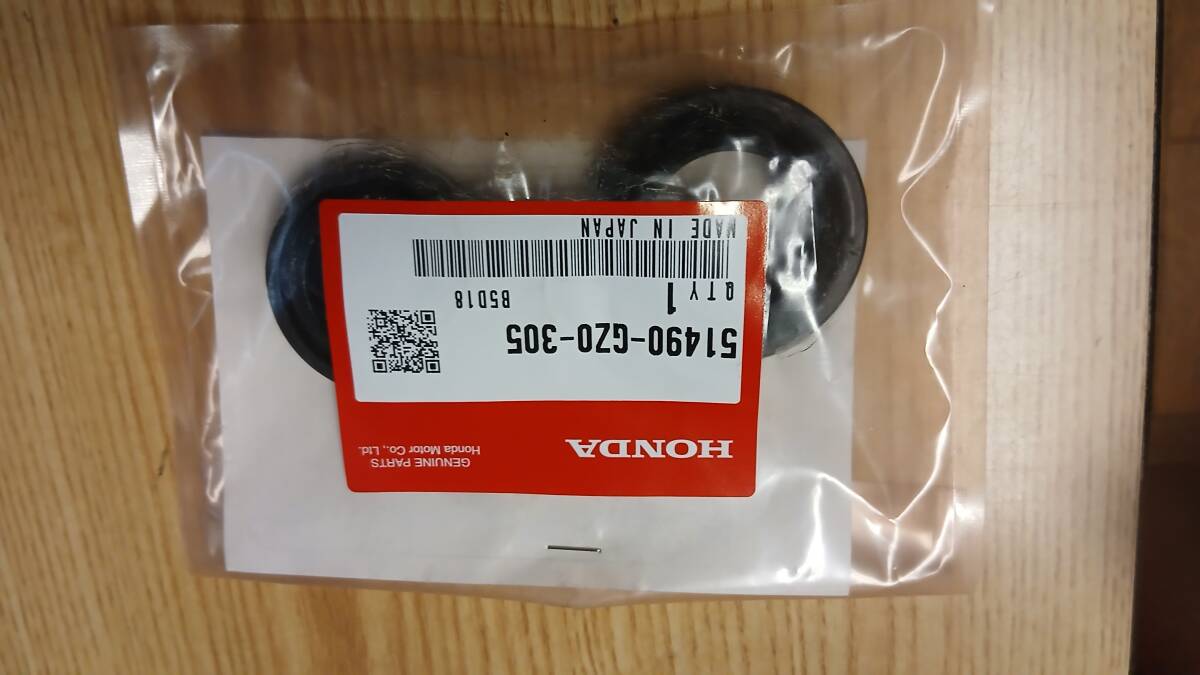 HONDA
GENUINE PARTS
Honda Motor Co., Ltd.
51490-GZ0-305
QTY
1
B5D18
MADE IN JAPAN